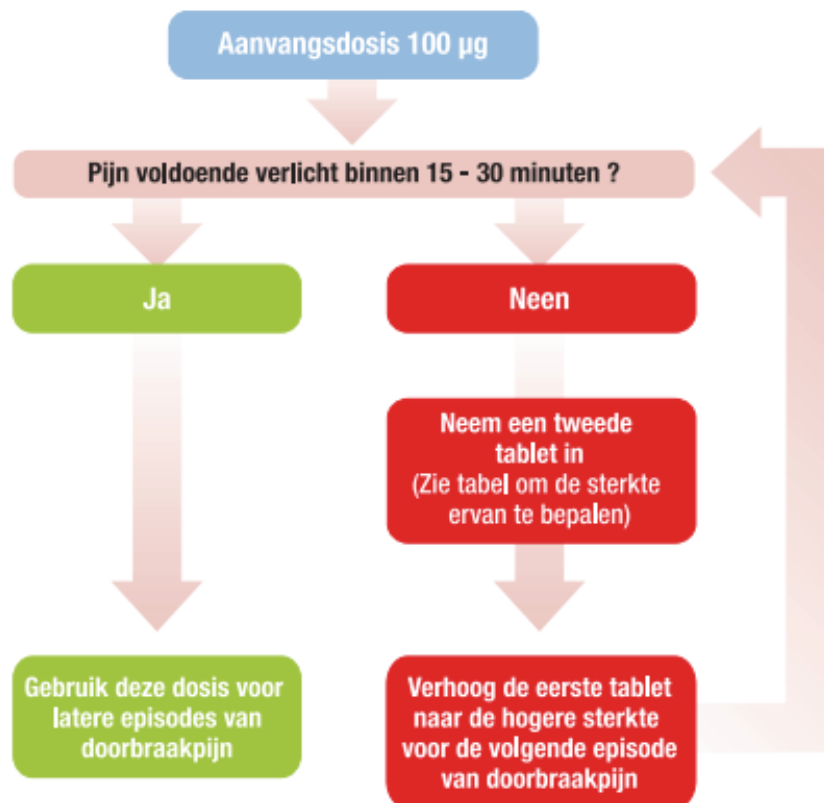 Aanvangsdosis 100 µg
Pijn voldoende verlicht binnen 15 - 30 minuten ?
Ja
Neen
Neem een tweede
tablet in
(Zie tabel om de sterkte
ervan te bepalen)
Gebruik deze dosis voor
latere episodes van
doorbraakpijn
Verhoog de eerste tablet
naar de hogere sterkte
voor de volgende episode
van doorbraakpijn